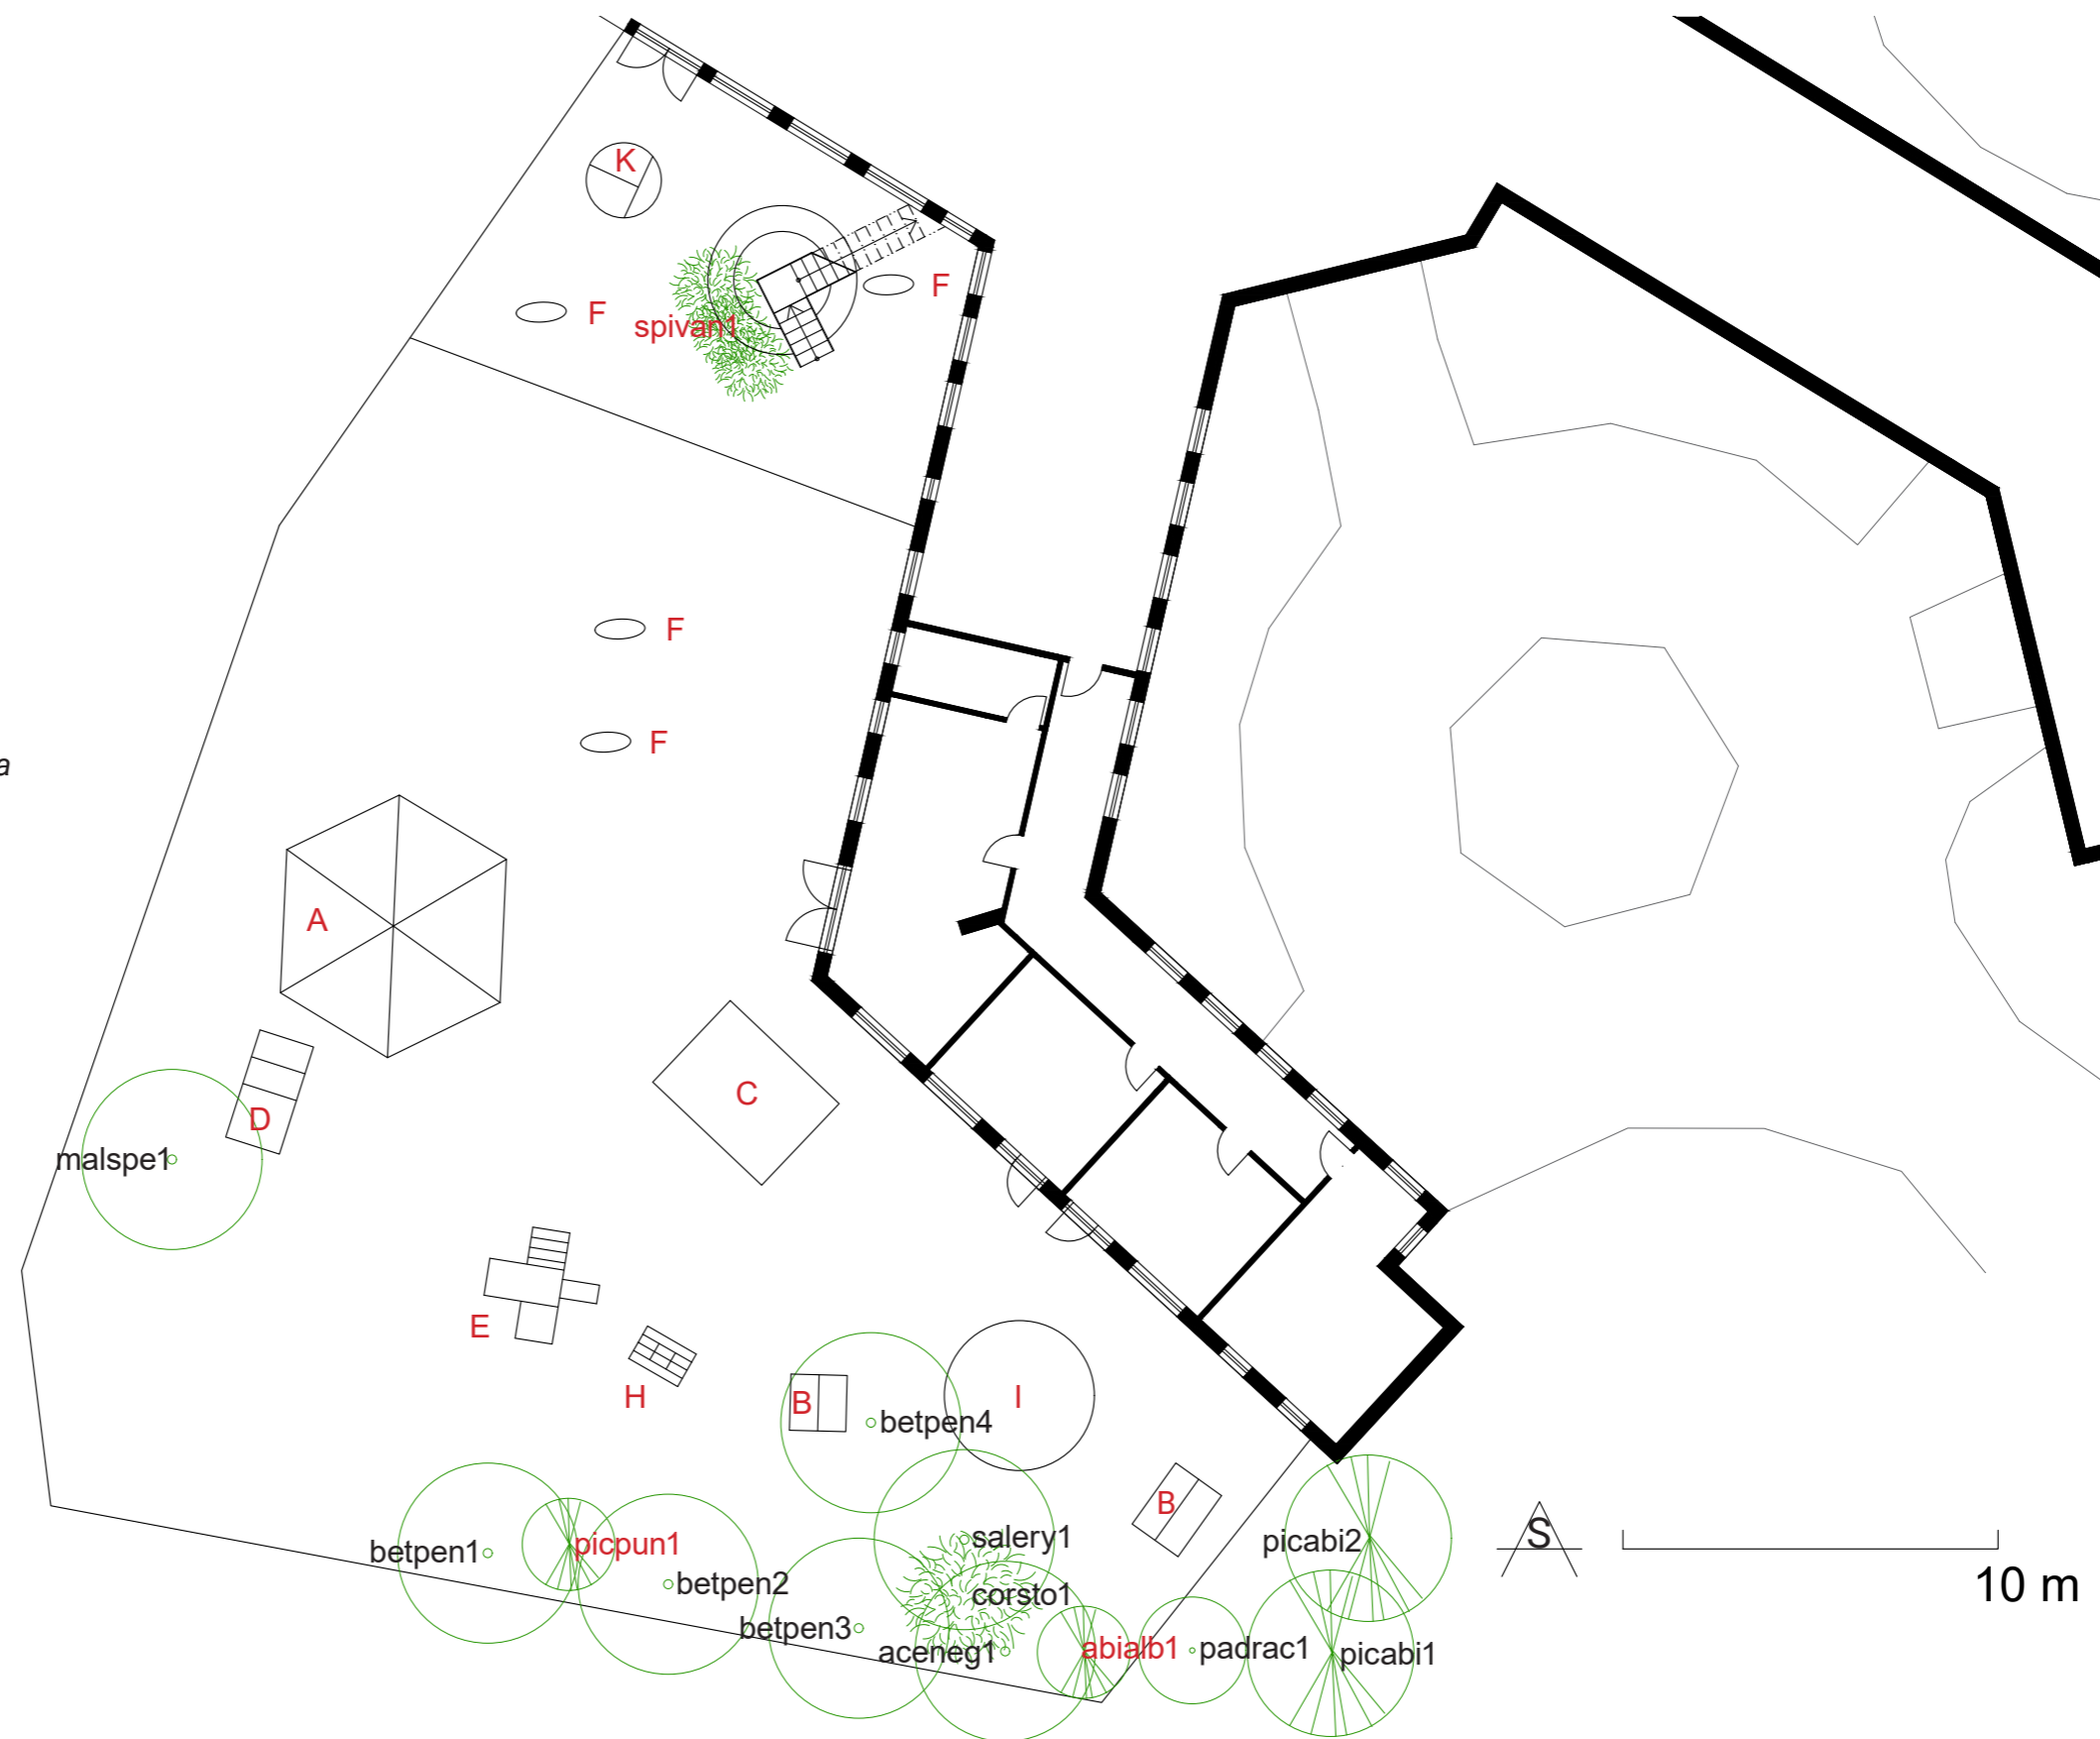 K
F
F
spivan1
F
F
a
A
C
D
malspe1
E
H
B
I
betpen4
B
S
10 m
betpen1
picpun1
betpen2
betpen3
salery1
corsto1
aceneg1
abialb1
padrac1
picabi2
picabi1